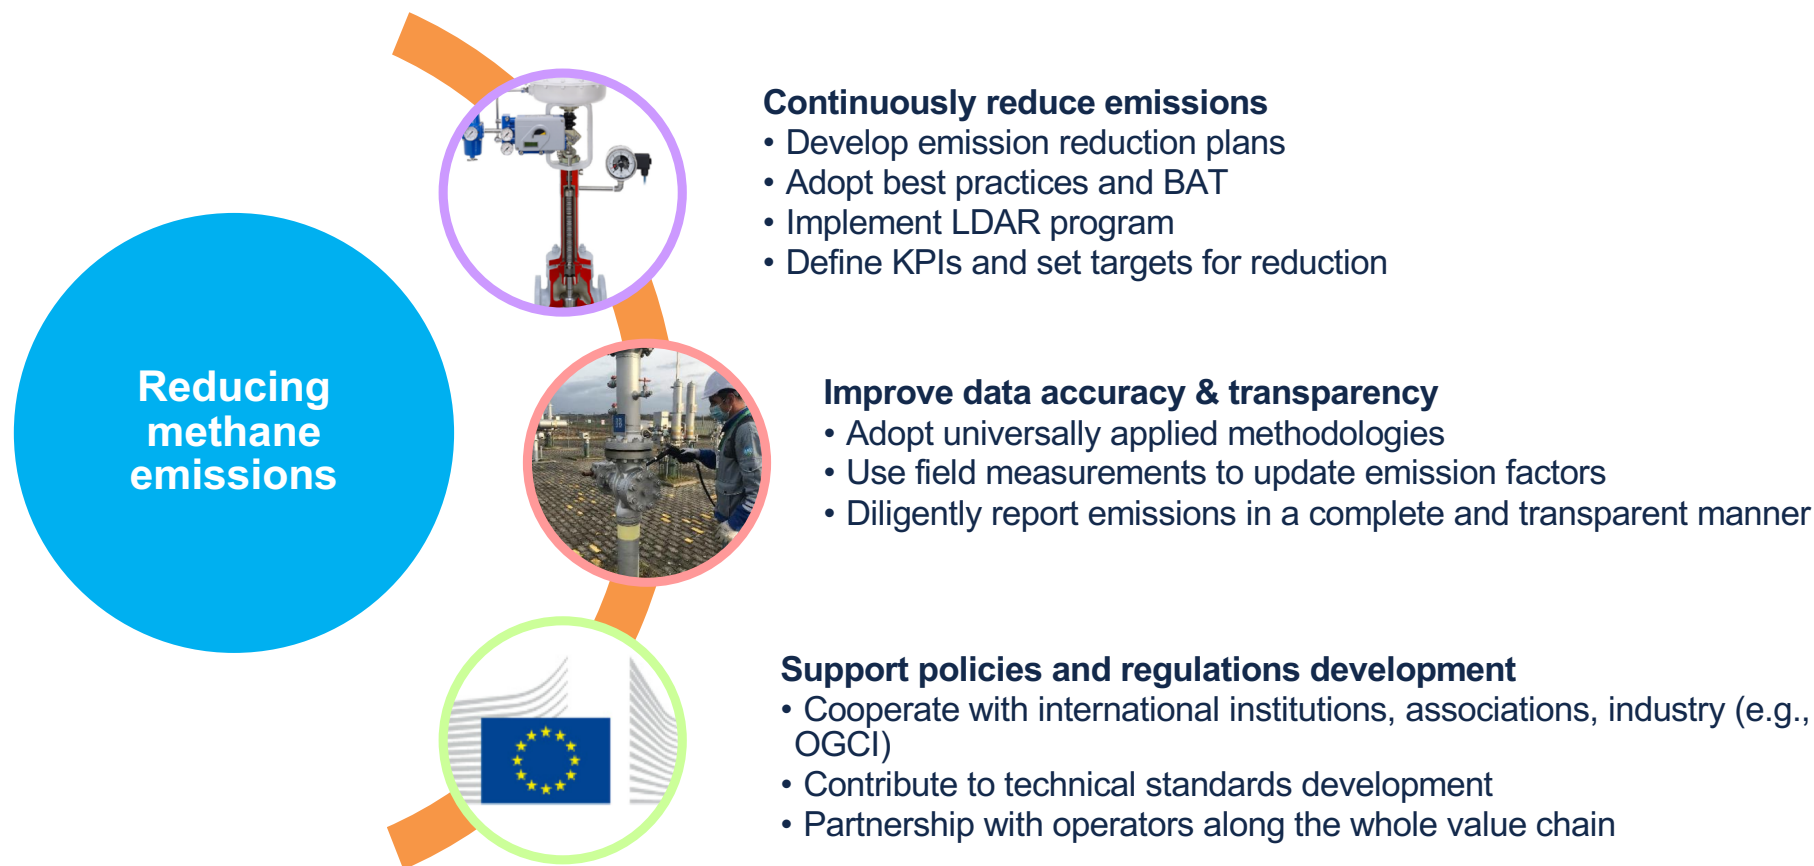 Reducing
methane
emissions
Continuously reduce emissions
• Develop emission reduction plans
• Adopt best practices and BAT
• Implement LDAR program
• Define KPIs and set targets for reduction
Improve data accuracy & transparency
• Adopt universally applied methodologies
• Use field measurements to update emission factors
• Diligently report emissions in a complete and transparent manner
Support policies and regulations development
• Cooperate with international institutions, associations, industry (e.g.,
OGCI)
• Contribute to technical standards development
• Partnership with operators along the whole value chain